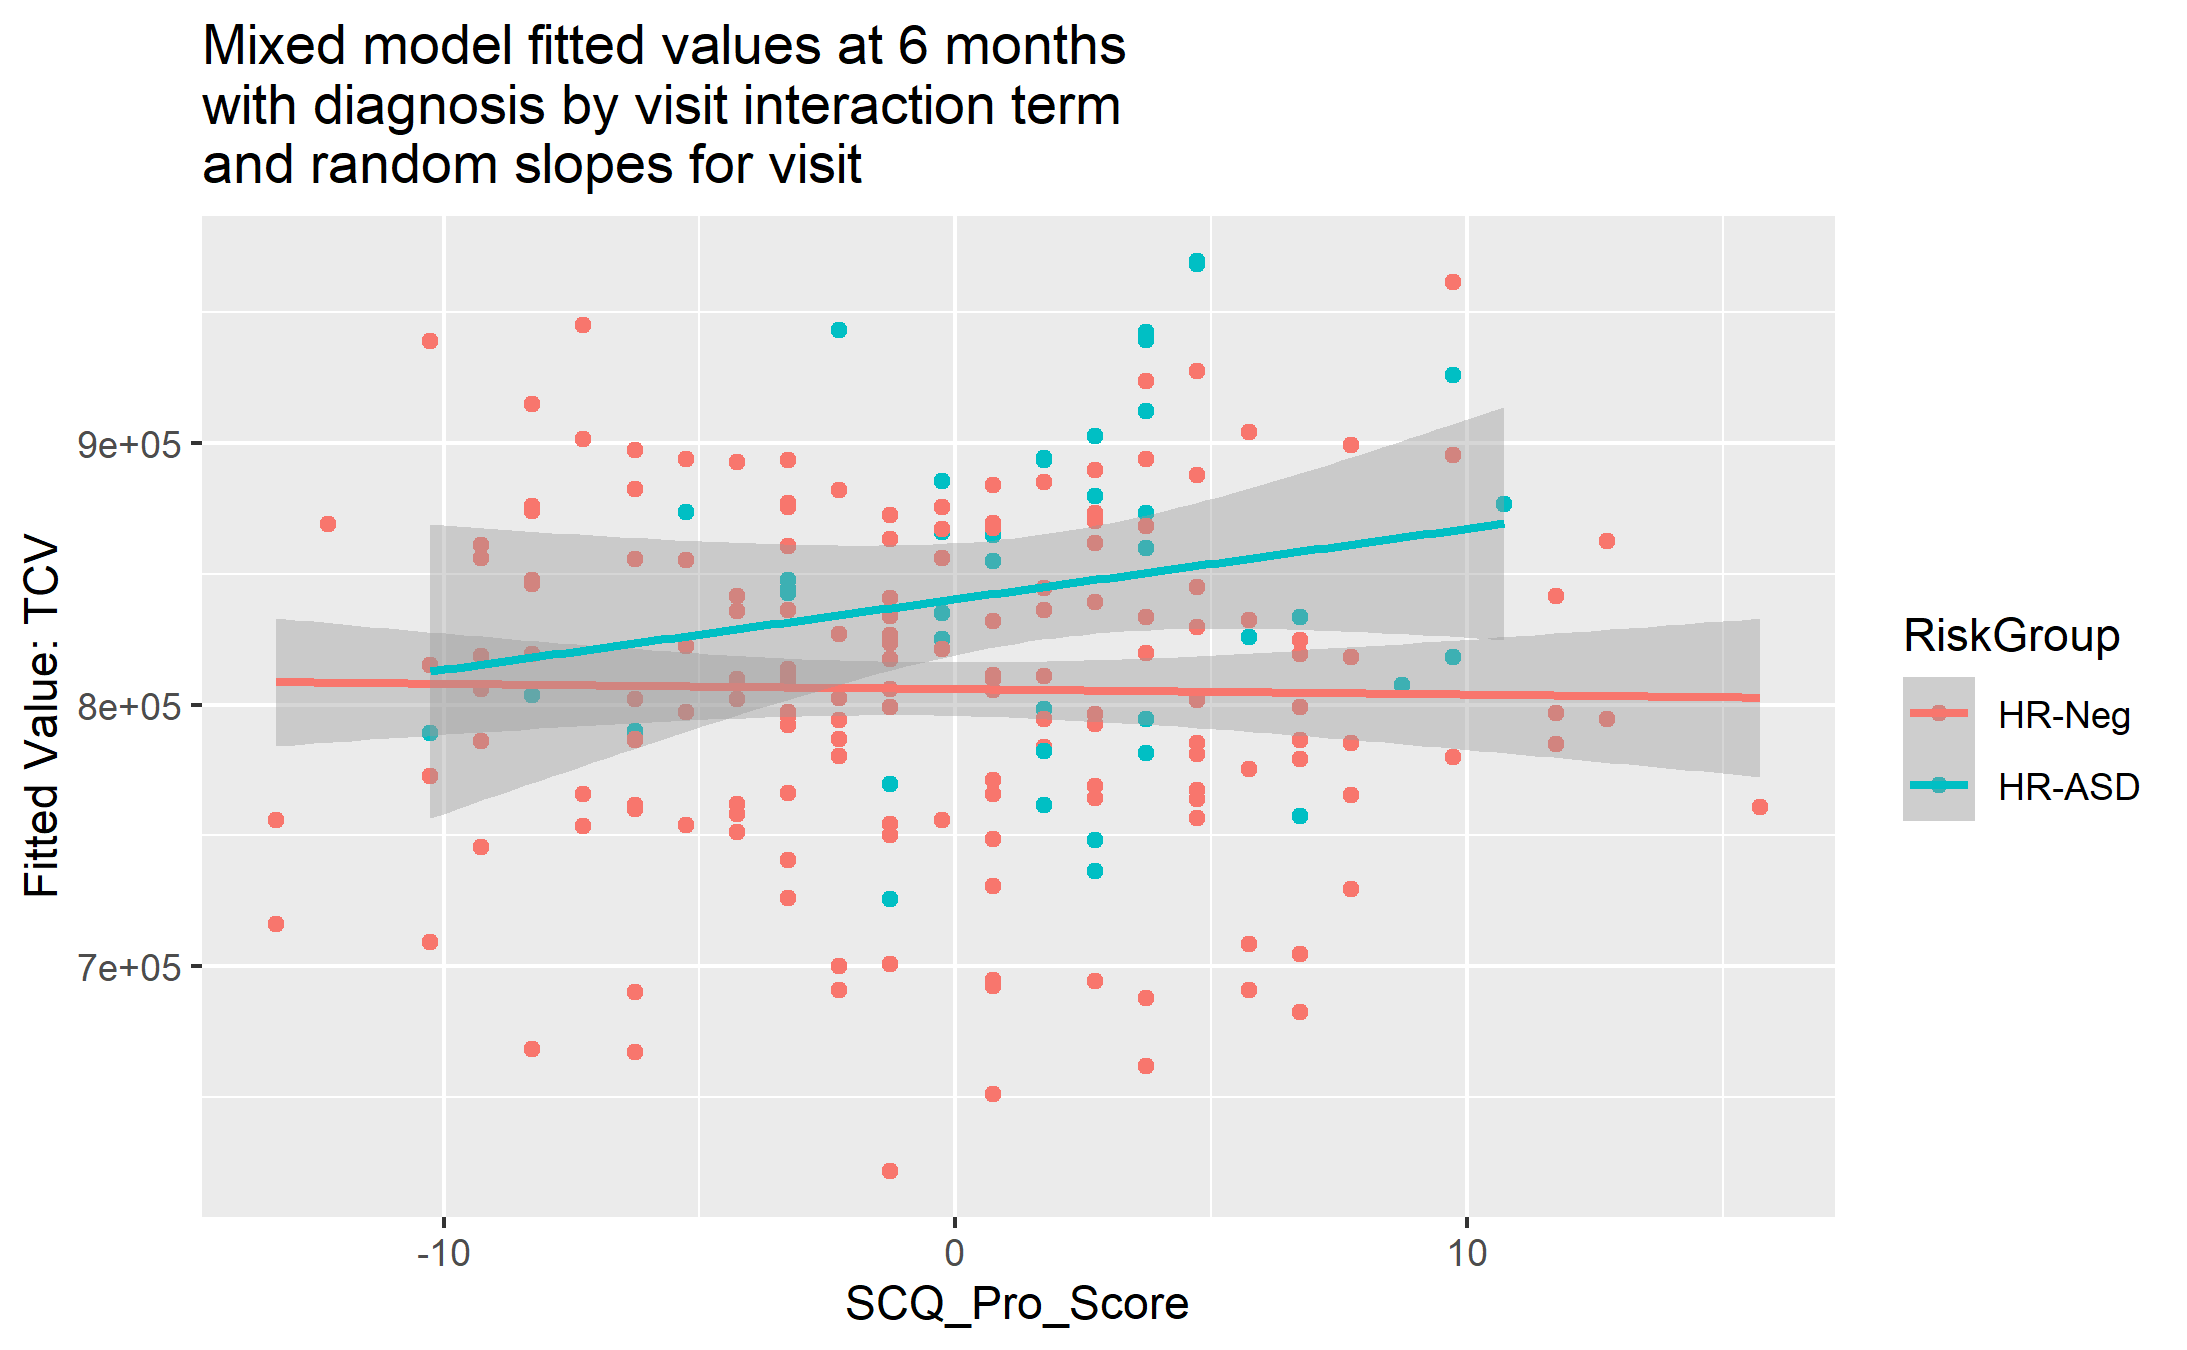 Mixed model fitted values at 6 months
with diagnosis by visit interaction term
and random slopes for visit
Fitted Value: TCV
9e+05
8e+05
7e+05
-10
0
10
SCQ_Pro_Score
RiskGroup
HR-Neg
HR-ASD